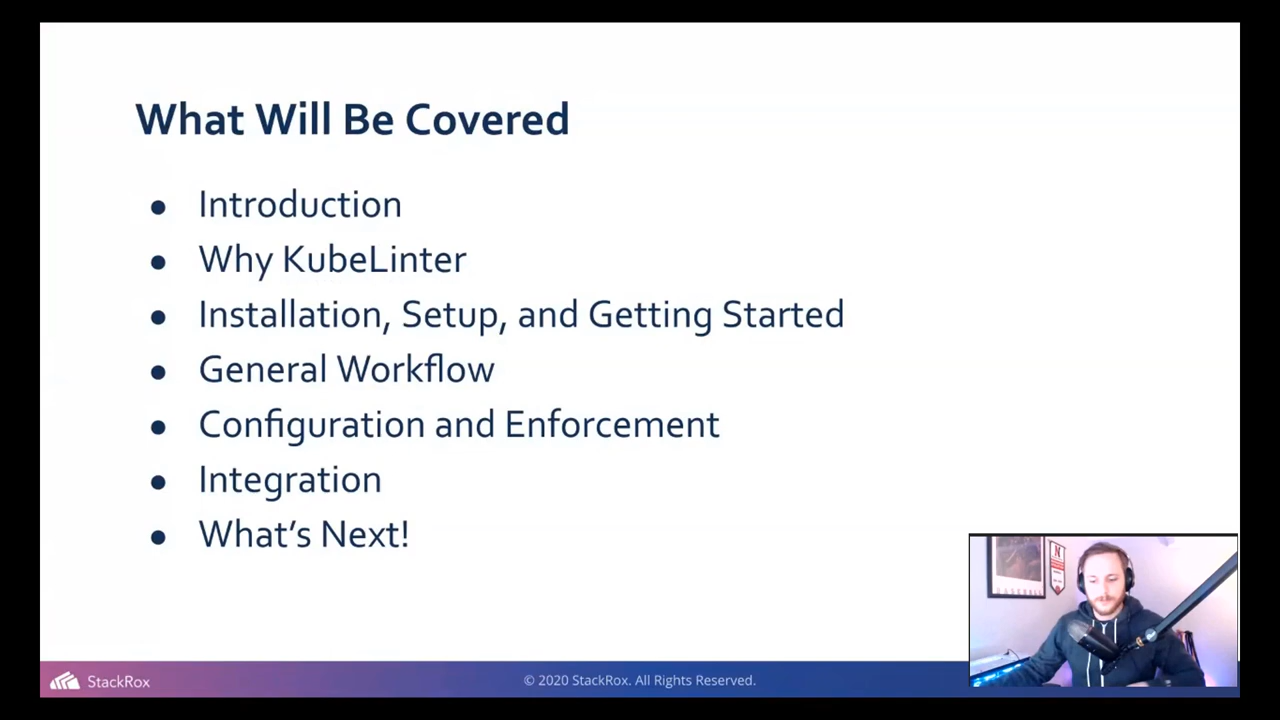 What Will Be Covered
● Introduction
● Why KubeLinter
● Installation, Setup, and Getting Started
● General Workflow
● Configuration and Enforcement
● Integration
● What’s Next!
StackRox
© 2020 StackRox. All Rights Reserved.
N